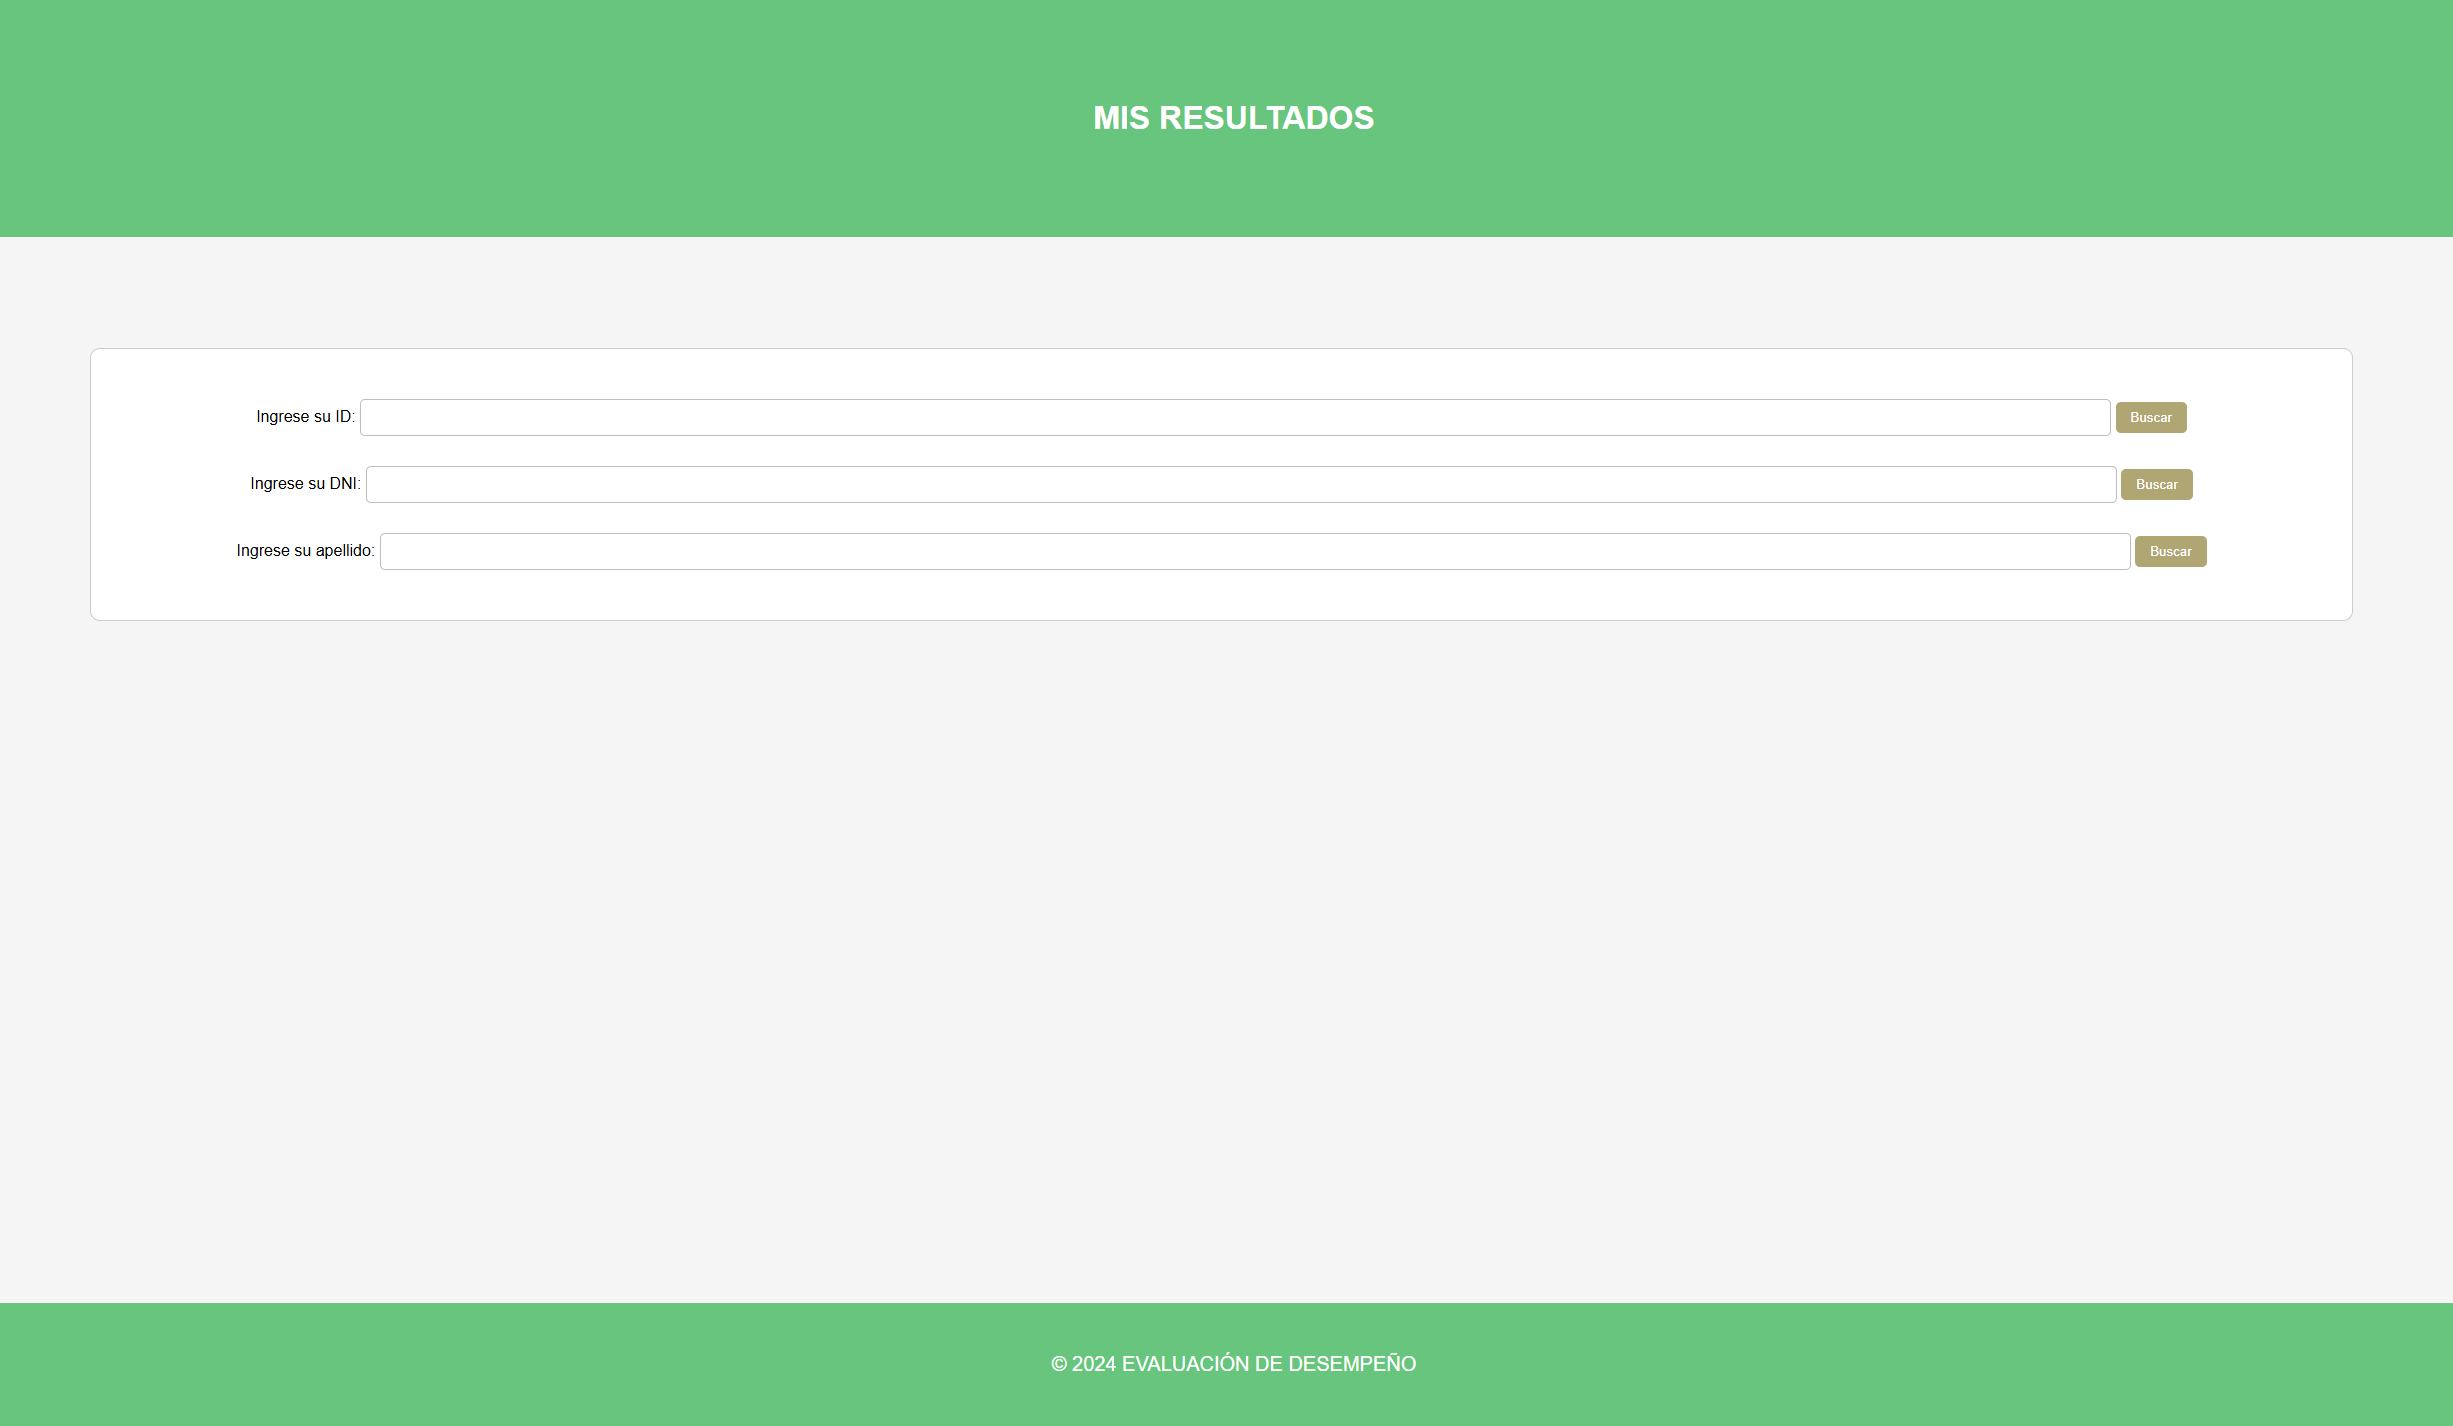 MIS RESULTADOS
Ingrese su ID: Buscar
Ingrese su DNI: Buscar
Ingrese su apellido: Buscar
© 2024 EVALUACIÓN DE DESEMPEÑO